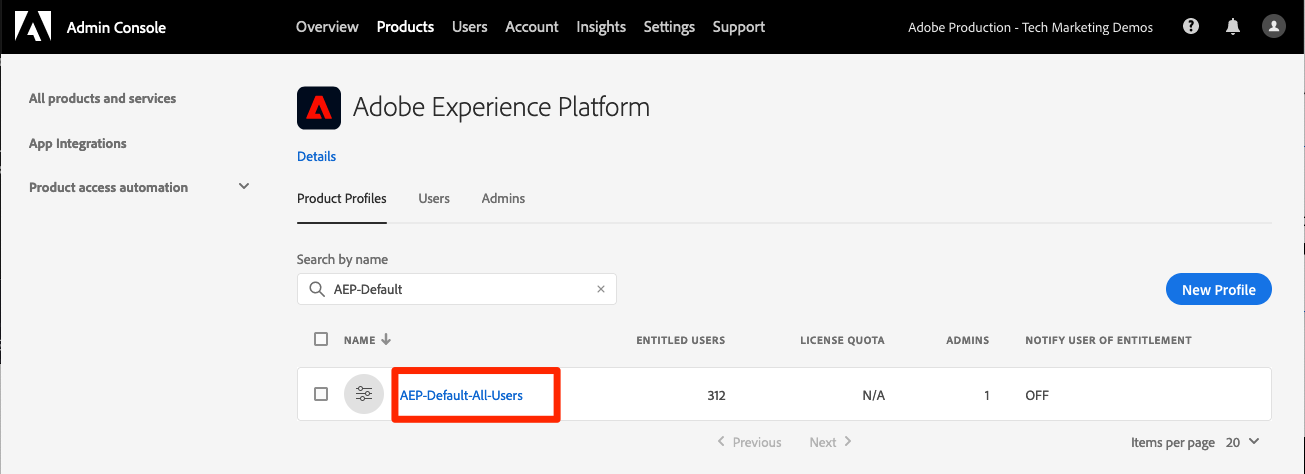 Admin Console Overview Products Users Account Insights Settings Support Adobe Production - Tech Marketing Demos
All products and services
App Integrations
Product access automation
Adobe Experience Platform
Details
Product Profiles Users Admins
Search by name
AEP-Default
New Profile
NAME ENTITLED USERS LICENSE QUOTA ADMINS NOTIFY USER OF ENTITLEMENT
AEP-Default-All-Users 312 N/A 1 OFF
Previous Next Items per page 20